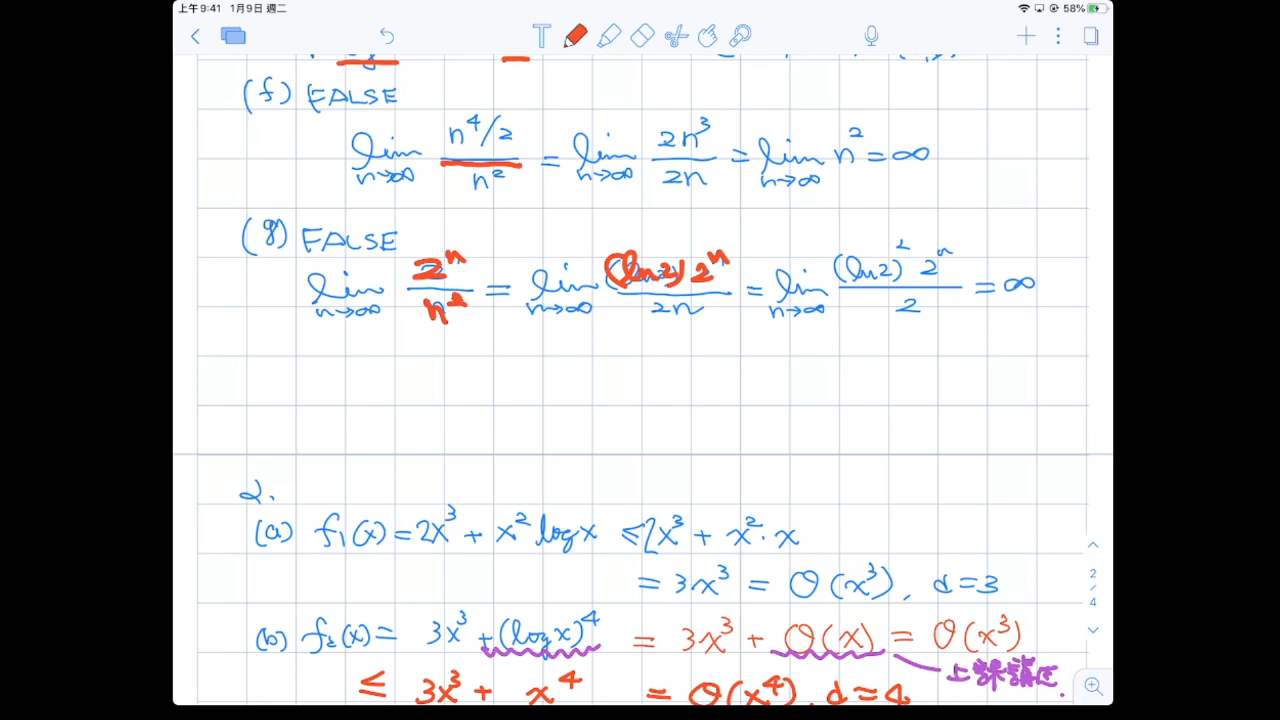 上午9:41 1月9日 週二 58%
(f) FALSE
lim n→∞ (n⁴/2)/n² = lim n→∞ 2n³/2n = lim n→∞ n² = ∞
(g) FALSE
lim n→∞ 2ⁿ/n² = lim n→∞ (ln2) 2ⁿ/2n = lim n→∞ (ln2)² 2ⁿ/2 = ∞
2.
(a) f₁(x) = 2x³ + x² log x ≤ 2x³ + x²·x
= 3x³ = O(x³), d=3
(b) f₂(x) = 3x³ + (log x)⁴ = 3x³ + O(x) = O(x³)
上課講過.
≤ 3x³ + x⁴ = O(x⁴), d=4
2/4